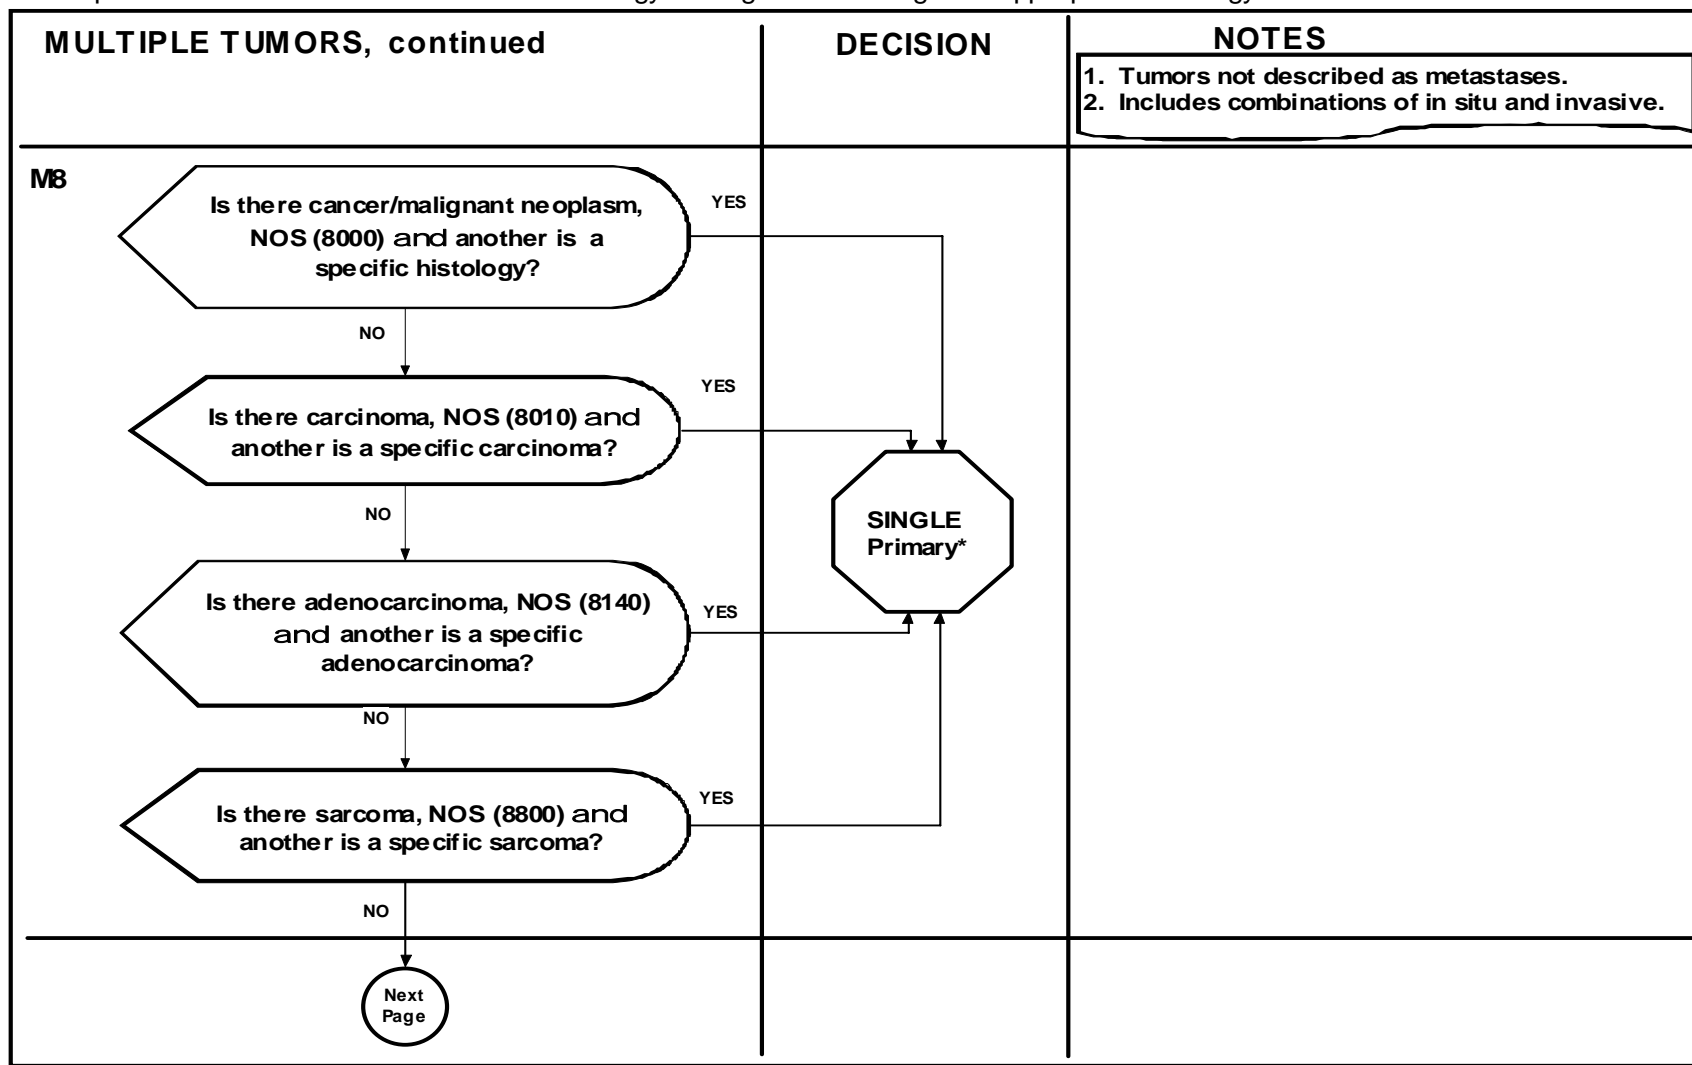 MULTIPLE TUMORS, continued
DECISION
NOTES
1. Tumors not described as metastases.
2. Includes combinations of in situ and invasive.
M8
Is there cancer/malignant neoplasm,
NOS (8000) and another is a
specific histology?
YES
NO
Is there carcinoma, NOS (8010) and
another is a specific carcinoma?
YES
NO
SINGLE
Primary*
Is there adenocarcinoma, NOS (8140)
and another is a specific
adenocarcinoma?
YES
NO
Is there sarcoma, NOS (8800) and
another is a specific sarcoma?
YES
NO
Next
Page